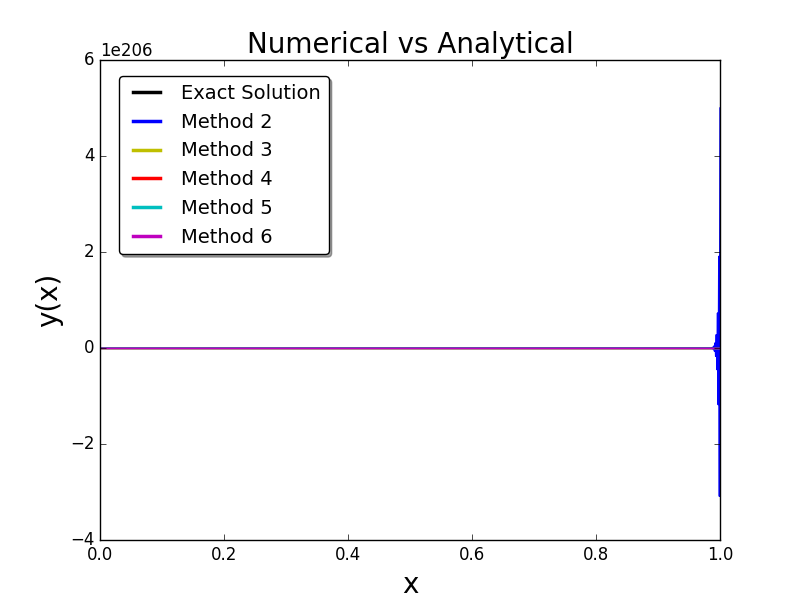 Numerical vs Analytical
1e206
6
4
2
0
−2
−4
y(x)
Exact Solution
Method 2
Method 3
Method 4
Method 5
Method 6
0.0 0.2 0.4 0.6 0.8 1.0
x